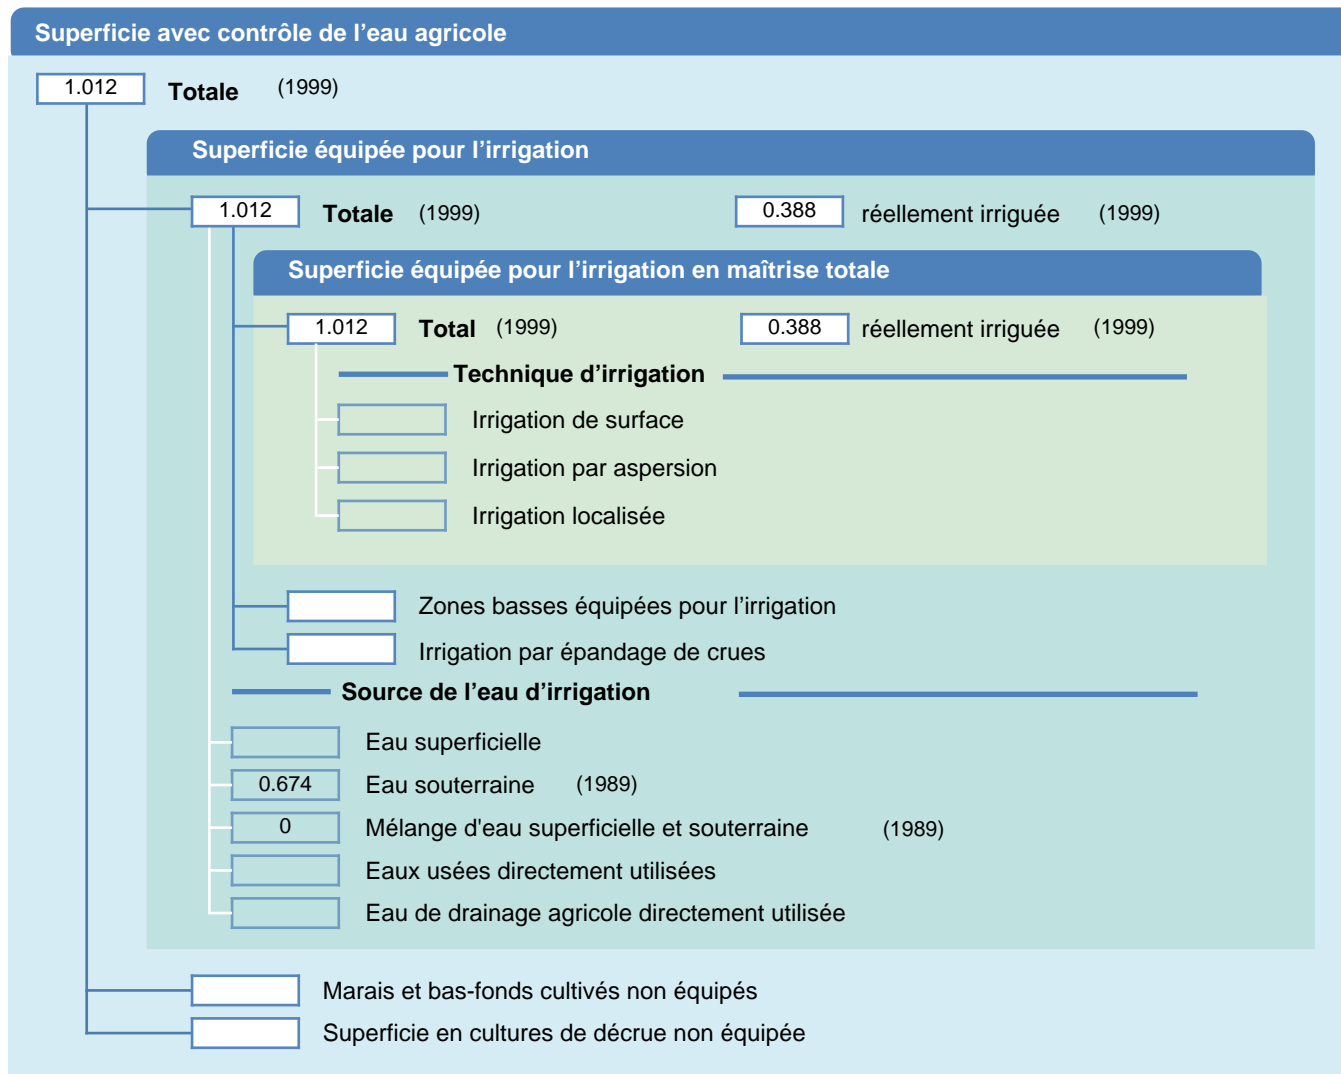 Superficie avec contrôle de l’eau agricole
1.012 Totale (1999)
Superficie équipée pour l’irrigation
1.012 Totale (1999) 0.388 réellement irriguée (1999)
Superficie équipée pour l’irrigation en maîtrise totale
1.012 Total (1999) 0.388 réellement irriguée (1999)
Technique d’irrigation
Irrigation de surface
Irrigation par aspersion
Irrigation localisée
Zones basses équipées pour l’irrigation
Irrigation par épandage de crues
Source de l’eau d’irrigation
Eau superficielle
0.674 Eau souterraine (1989)
0 Mélange d'eau superficielle et souterraine (1989)
Eaux usées directement utilisées
Eau de drainage agricole directement utilisée
Marais et bas-fonds cultivés non équipés
Superficie en cultures de décrue non équipée